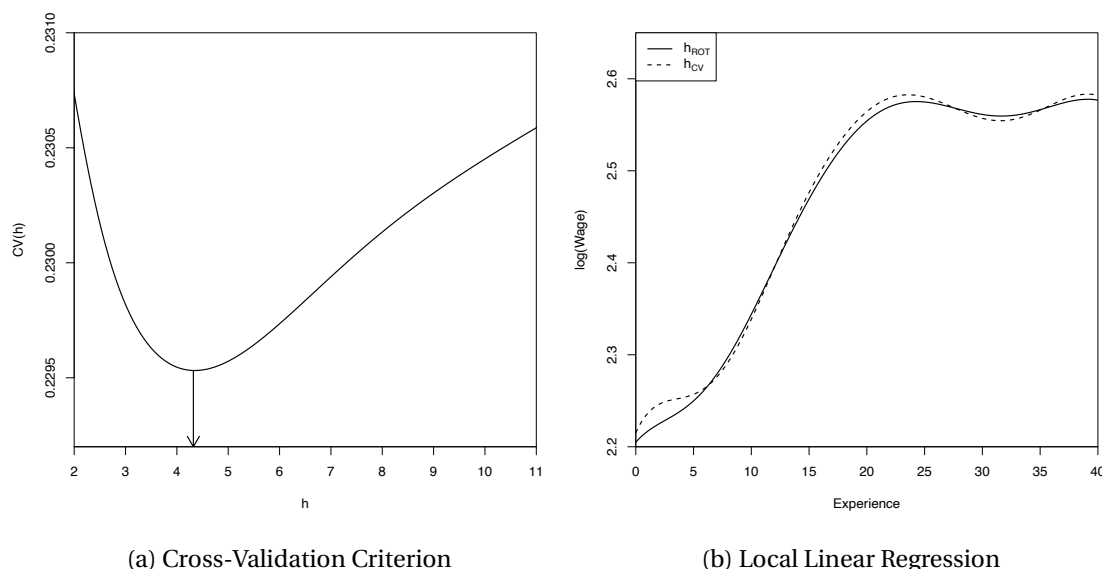 0.2310
0.2305
0.2300
0.2295
CV(h)
2 3 4 5 6 7 8 9 10 11
h
(a) Cross-Validation Criterion
hROT
hCV
2.6
2.5
2.4
2.3
2.2
log(Wage)
0 5 10 15 20 25 30 35 40
Experience
(b) Local Linear Regression